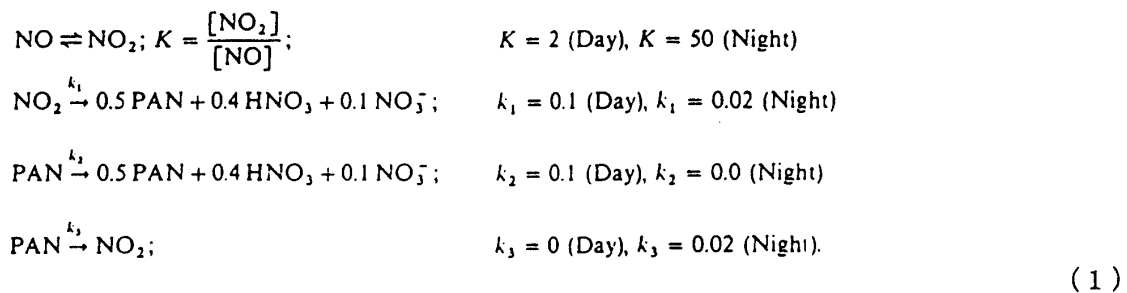 NO ⇌ NO₂; K = [NO₂]/[NO]; K = 2 (Day), K = 50 (Night)
NO₂ →(k₁) 0.5 PAN + 0.4 HNO₃ + 0.1 NO₃⁻; k₁ = 0.1 (Day), k₁ = 0.02 (Night)
PAN →(k₂) 0.5 PAN + 0.4 HNO₃ + 0.1 NO₃⁻; k₂ = 0.1 (Day), k₂ = 0.0 (Night)
PAN →(k₃) NO₂; k₃ = 0 (Day), k₃ = 0.02 (Night).
(1)